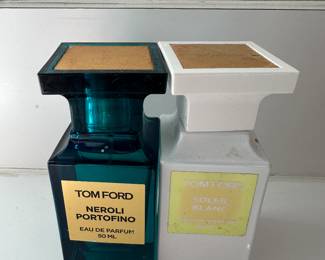 TOM FORD
NEROLI
PORTOFINO
EAU DE PARFUM
50 ML
TOM FORD
SOLEIL
BLANC